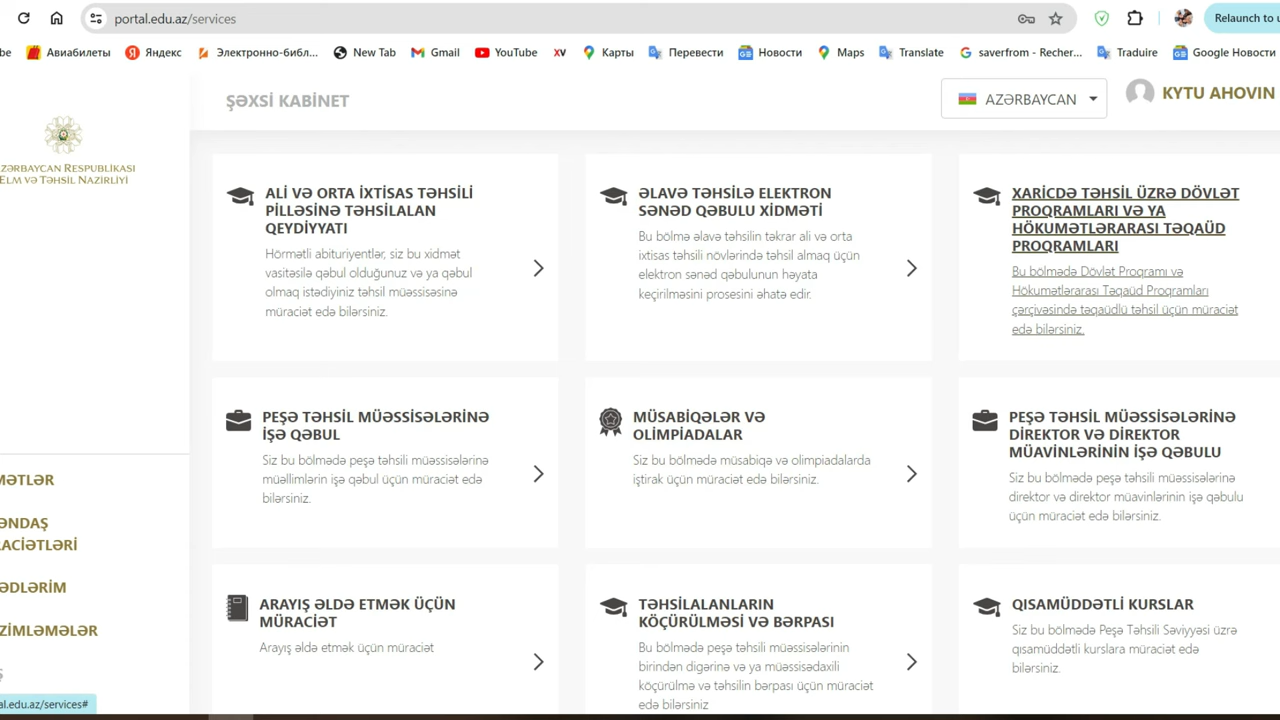 portal.edu.az/services
Relaunch to u
be
Авиабилеты
Яндекс
Электронно-библ...
New Tab
Gmail
YouTube
XV
Карты
Перевести
Новости
Maps
Translate
saverfrom - Recher...
Traduire
Google Новости
ŞƏXSİ KABİNET
AZƏRBAYCAN
KYTU AHOVIN
ZƏRBAYCAN RESPUBLİKASI
ELM VƏ TƏHSİL NAZİRLİYİ
ALİ VƏ ORTA İXTİSAS TƏHSİLİ
PİLLƏSİNƏ TƏHSİLALAN
QEYDİYYATI
Hörmətli abituriyentlər, siz bu xidmət
vasitəsilə qəbul olduğunuz və ya qəbul
olmaq istədiyiniz təhsil müəssisəsinə
müraciət edə bilərsiniz.
ƏLAVƏ TƏHSİLƏ ELEKTRON
SƏNƏD QƏBULU XİDMƏTİ
Bu bölmə əlavə təhsilin təkrar ali və orta
ixtisas təhsili növlərində təhsil almaq üçün
elektron sənəd qəbulunun həyata
keçirilməsini prosesini əhatə edir.
XARİCDƏ TƏHSİL ÜZRƏ DÖVLƏT
PROQRAMLARI VƏ YA
HÖKUMƏTLƏRARASI TƏQAÜD
PROQRAMLARI
Bu bölmədə Dövlət Proqramı və
Hökumətlərarası Təqaüd Proqramları
çərçivəsində təqaüdlü təhsil üçün müraciət
edə bilərsiniz.
PEŞƏ TƏHSİL MÜƏSSİSƏLƏRİNƏ
İŞƏ QƏBUL
Siz bu bölmədə peşə təhsili müəssisələrinə
müəllimlərin işə qəbul üçün müraciət edə
bilərsiniz.
MÜSABİQƏLƏR VƏ
OLİMPİADALAR
Siz bu bölmədə müsabiqə və olimpiadalarda
iştirak üçün müraciət edə bilərsiniz.
PEŞƏ TƏHSİL MÜƏSSİSƏLƏRİNƏ
DİREKTOR VƏ DİREKTOR
MÜAVİNLƏRİNİN İŞƏ QƏBULU
Siz bu bölmədə peşə təhsili müəssisələrinə
direktor və direktor müavinlərinin işə qəbulu
üçün müraciət edə bilərsiniz.
MƏTLƏR
ƏNDAŞ
RACİƏTLƏRİ
ƏDLƏRİM
ZİMLƏMƏLƏR
Ş
al.edu.az/services#
ARAYIŞ ƏLDƏ ETMƏK ÜÇÜN
MÜRACİƏT
Arayış əldə etmək üçün müraciət
TƏHSİLALANLARIN
KÖÇÜRÜLMƏSİ VƏ BƏRPASI
Bu bölmədə peşə təhsili müəssisələrinin
birindən digərinə və ya müəssisədaxili
köçürülmə və təhsilin bərpası üçün müraciət
edə bilərsiniz
QISAMÜDDƏTLİ KURSLAR
Siz bu bölmədə Peşə Təhsili Səviyyəsi üzrə
qısamüddətli kurslara müraciət edə
bilərsiniz.